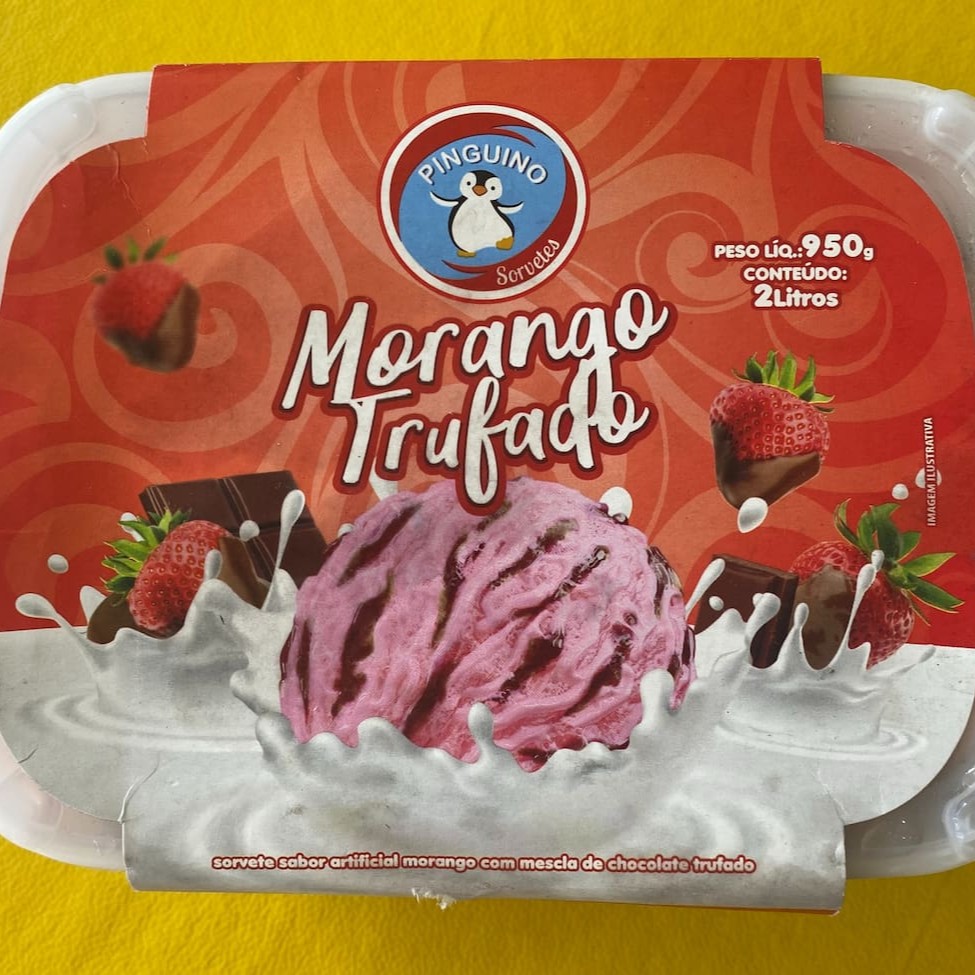 PINGUINO
Sorvetes
PESO LÍQ.:950g
CONTEÚDO:
2Litros
Morango
Trufado
IMAGEM ILUSTRATIVA
sorvete sabor artificial morango com mescla de chocolate trufado